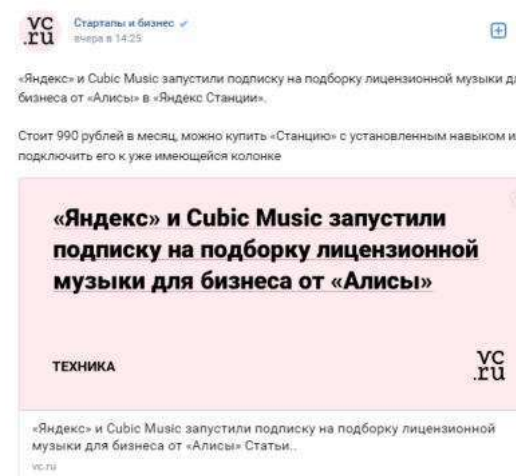 vc
.ru
Стартапы и бизнес
вчера в 14:25
«Яндекс» и Cubic Music запустили подписку на подборку лицензионной музыки
бизнеса от «Алисы» в «Яндекс Станции».
Стоит 990 рублей в месяц, можно купить «Станцию» с установленным навыком
подключить его к уже имеющейся колонке
«Яндекс» и Cubic Music запустили
подписку на подборку лицензионной
музыки для бизнеса от «Алисы»
ТЕХНИКА
vc
.ru
«Яндекс» и Cubic Music запустили подписку на подборку лицензионной
музыки для бизнеса от «Алисы» Статьи..
vc.ru